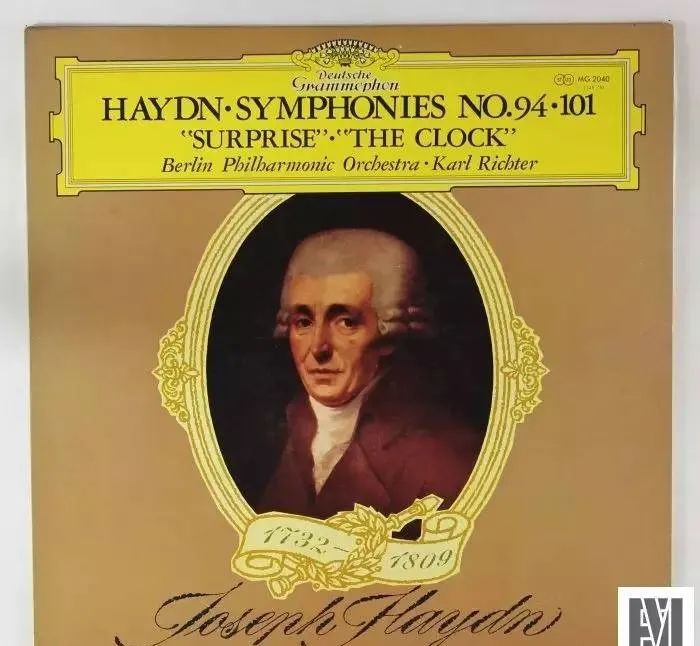 Deutsche
Grammophon
STEREO MG 2040
HAYDN·SYMPHONIES NO.94·101
"SURPRISE"·"THE CLOCK"
Berlin Philharmonic Orchestra·Karl Richter
1732–
1809
Joseph Haydn